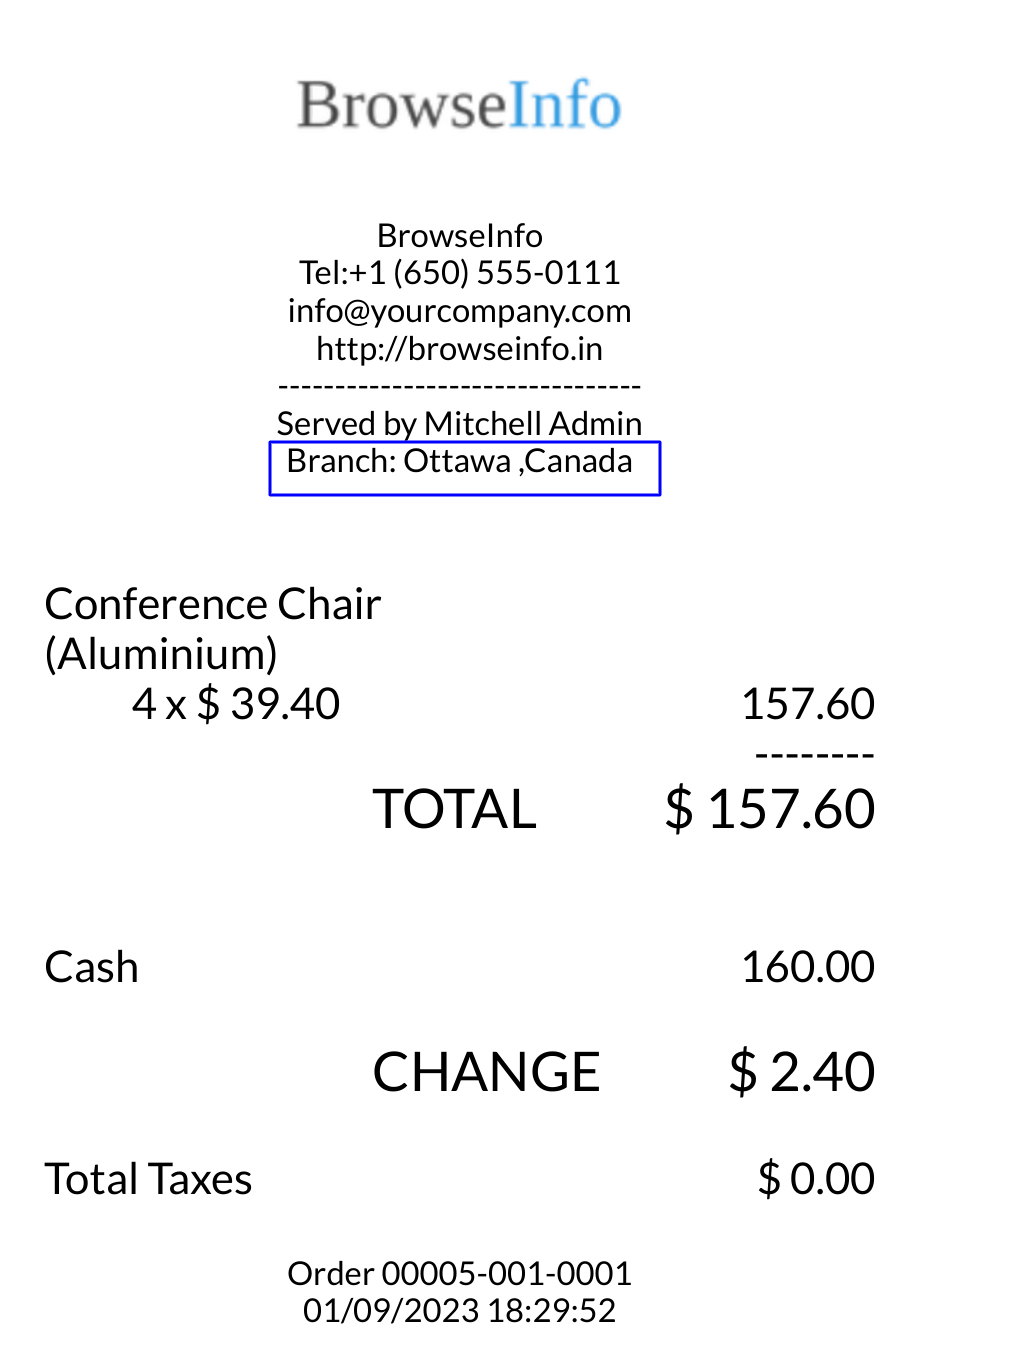 BrowseInfo
BrowseInfo
Tel:+1 (650) 555-0111
info@yourcompany.com
http://browseinfo.in
--------------------------------
Served by Mitchell Admin
Branch: Ottawa ,Canada
Conference Chair
(Aluminium)
4 x $ 39.40 157.60
--------
TOTAL $ 157.60
Cash 160.00
CHANGE $ 2.40
Total Taxes $ 0.00
Order 00005-001-0001
01/09/2023 18:29:52